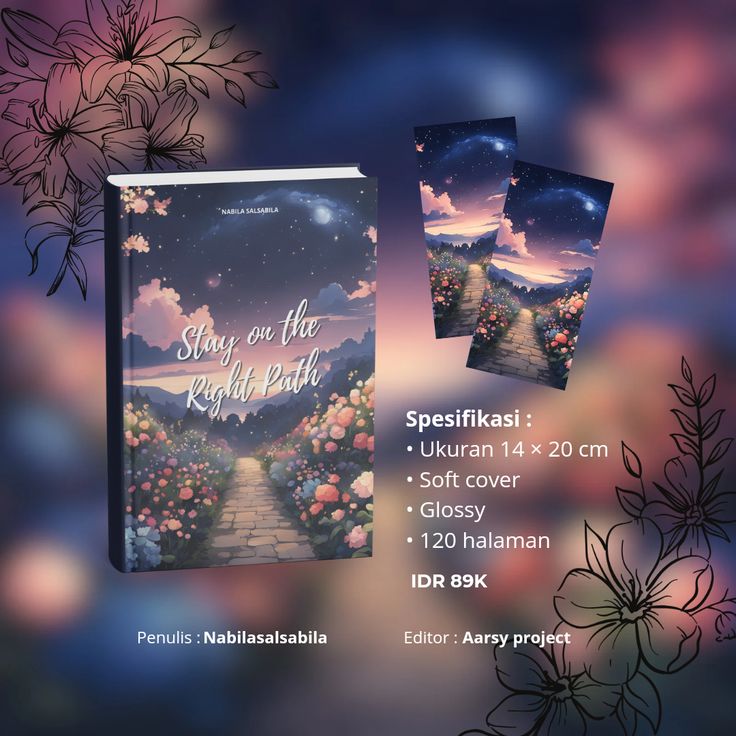 NABILA SALSABILA
Stay on the
Right Path
Spesifikasi :
• Ukuran 14 × 20 cm
• Soft cover
• Glossy
• 120 halaman
IDR 89K
Penulis : Nabilasalsabila
Editor : Aarsy project